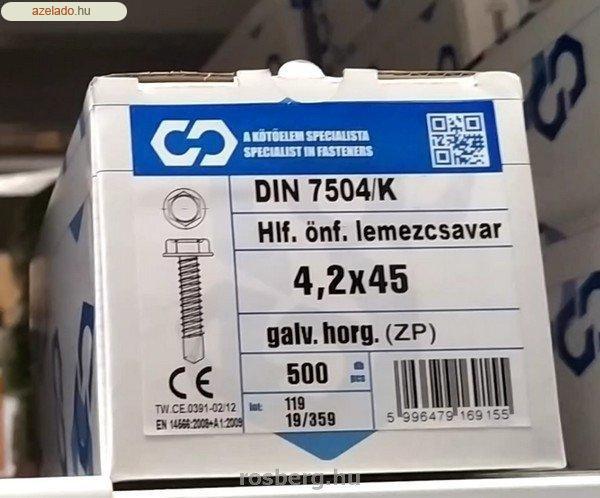 azelado.hu
A KÖTŐELEM SPECIALISTA
SPECIALIST IN FASTENERS
DIN 7504/K
Hlf. önf. lemezcsavar
4,2x45
galv. horg. (ZP)
500 db
pcs
CE
TW.CE.0391-02/12
EN 14566:2008+A1:2009
lot: 119
19/359
5 996479 169155
rosberg.hu